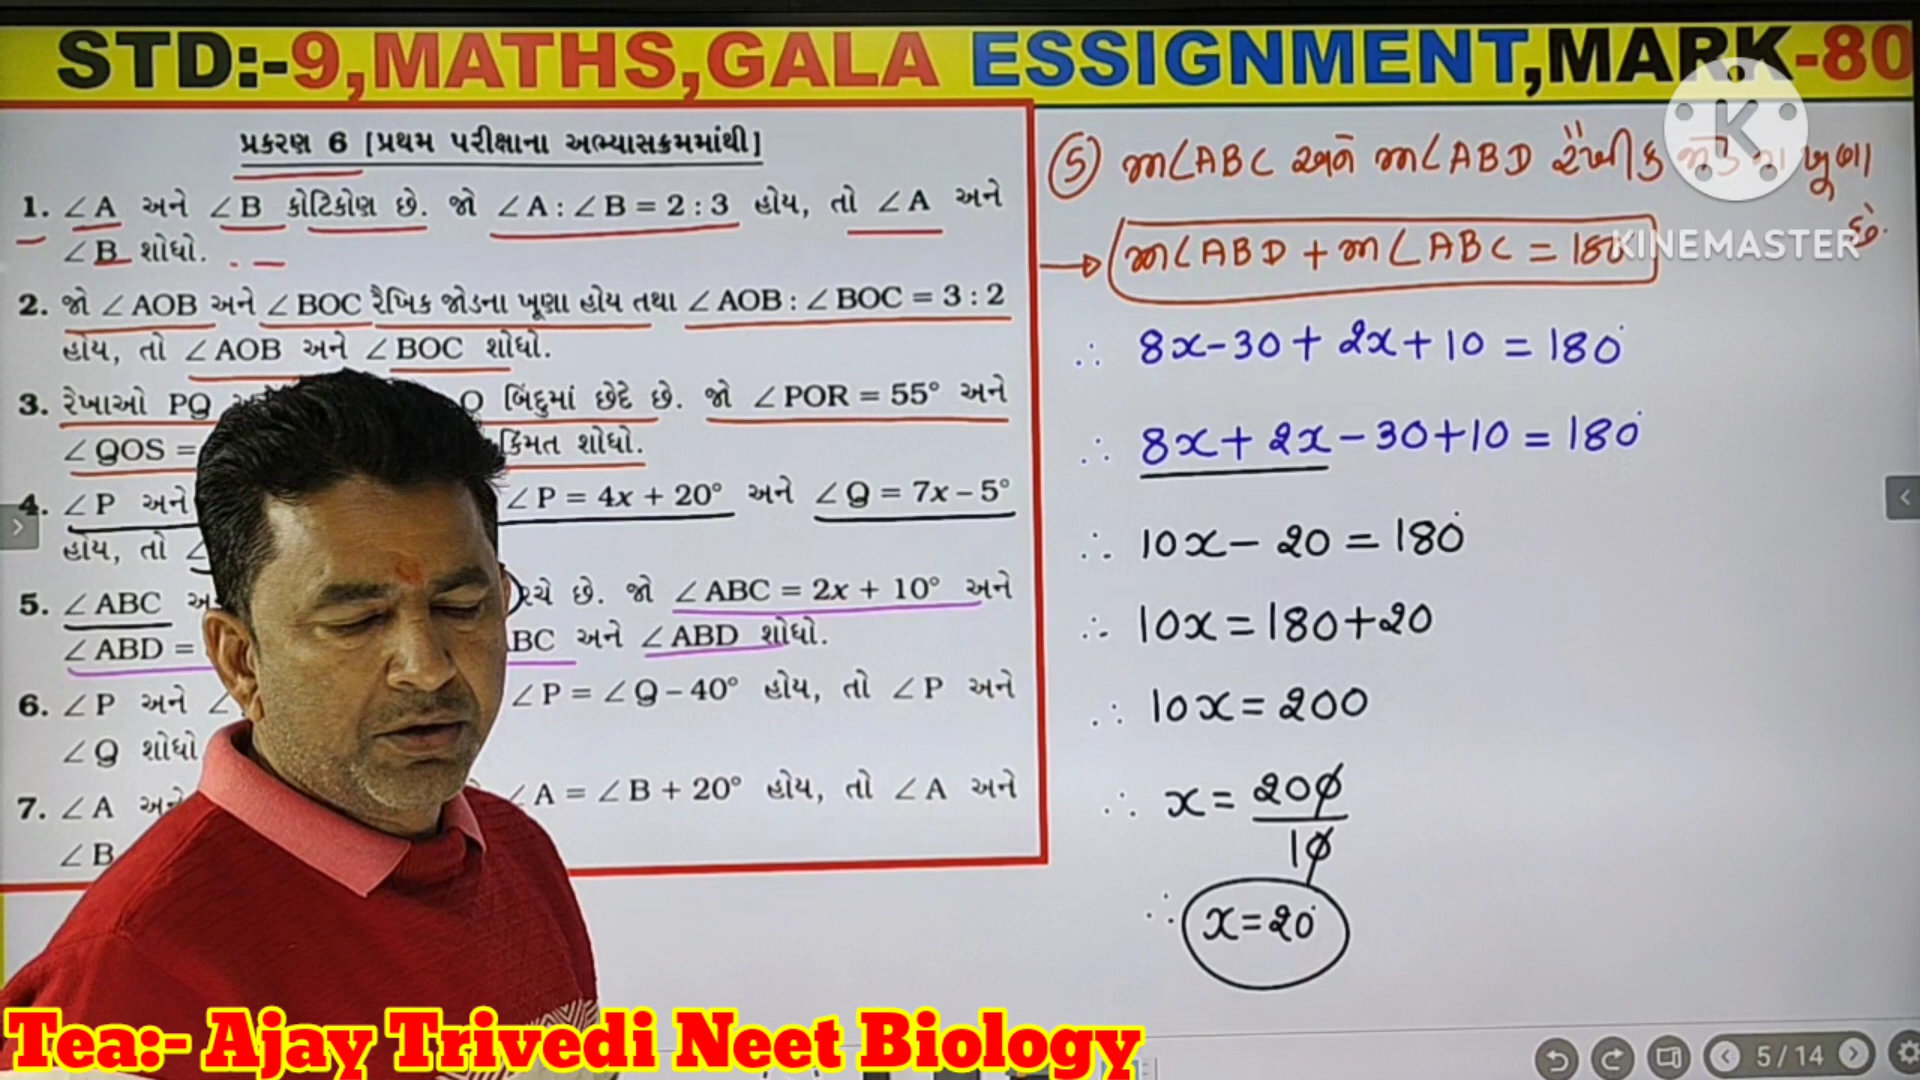 STD:-9,MATHS,GALA ESSIGNMENT,MARK-80
પ્રકરણ 6 [પ્રથમ પરીક્ષાના અભ્યાસક્રમમાંથી]
1. ∠A અને ∠B કોટિકોણ છે. જો ∠A : ∠B = 2 : 3 હોય, તો ∠A અને
∠B શોધો.
2. જો ∠AOB અને ∠BOC રૈખિક જોડના ખૂણા હોય તથા ∠AOB : ∠BOC = 3 : 2
હોય, તો ∠AOB અને ∠BOC શોધો.
3. રેખાઓ PQ O બિંદુમાં છેદે છે. જો ∠POR = 55° અને
∠QOS = કિંમત શોધો.
4. ∠P અને ∠P = 4x + 20° અને ∠Q = 7x – 5°
હોય, તો ∠
5. ∠ABC રચે છે. જો ∠ABC = 2x + 10° અને
∠ABD = BC અને ∠ABD શોધો.
6. ∠P અને ∠ ∠P = ∠Q – 40° હોય, તો ∠P અને
∠Q શોધો
7. ∠A અને ∠A = ∠B + 20° હોય, તો ∠A અને
∠B
⑤ m∠ABC અને m∠ABD રૈખીક ખૂણા
છે.
→ m∠ABD + m∠ABC = 180
∴ 8x-30 + 2x+10 = 180°
∴ 8x + 2x - 30+10 = 180°
∴ 10x - 20 = 180°
∴ 10x = 180+20
∴ 10x = 200
∴ x = 200/10
∴ x = 20°
K
KINEMASTER
Tea:- Ajay Trivedi Neet Biology
5 / 14